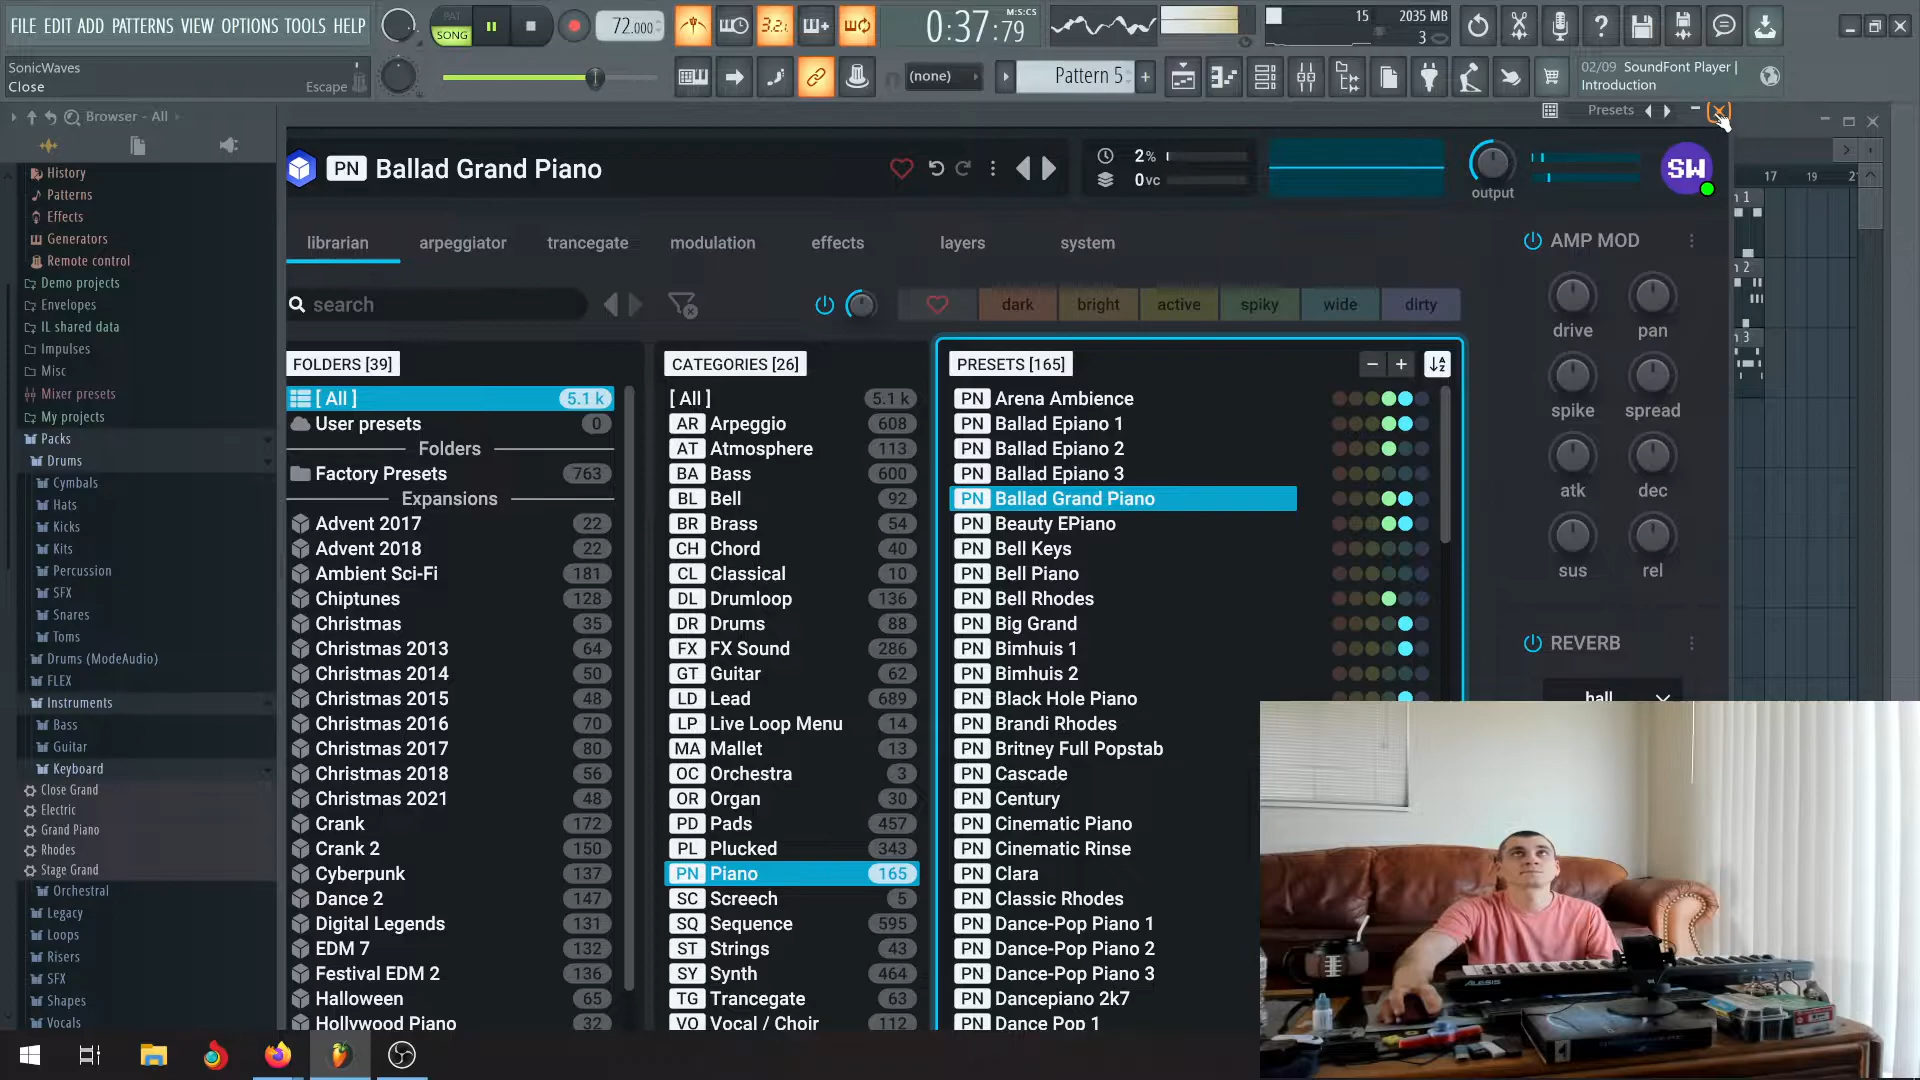 FILE EDIT ADD PATTERNS VIEW OPTIONS TOOLS HELP
PAT
SONG
72.000
3.2.
0:37:79
M:S:CS
15
2035 MB
3
SonicWaves
Close
Escape
(none)
Pattern 5
02/09 SoundFont Player |
Introduction
Browser - All
Presets
History
Patterns
Effects
Generators
Remote control
Demo projects
Envelopes
IL shared data
Impulses
Misc
Mixer presets
My projects
Packs
Drums
Cymbals
Hats
Kicks
Kits
Percussion
SFX
Snares
Toms
Drums (ModeAudio)
FLEX
Instruments
Bass
Guitar
Keyboard
Close Grand
Electric
Grand Piano
Rhodes
Stage Grand
Orchestral
Legacy
Loops
Risers
SFX
Shapes
Vocals
PN Ballad Grand Piano
2%
0vc
output
SW
librarian arpeggiator trancegate modulation effects layers system
search
dark bright active spiky wide dirty
FOLDERS [39]
[ All ] 5.1 k
User presets 0
Folders
Factory Presets 763
Expansions
Advent 2017 22
Advent 2018 22
Ambient Sci-Fi 181
Chiptunes 128
Christmas 35
Christmas 2013 64
Christmas 2014 50
Christmas 2015 48
Christmas 2016 70
Christmas 2017 80
Christmas 2018 56
Christmas 2021 48
Crank 172
Crank 2 150
Cyberpunk 137
Dance 2 147
Digital Legends 131
EDM 7 132
Festival EDM 2 136
Halloween 65
Hollywood Piano 32
CATEGORIES [26]
[ All ] 5.1 k
AR Arpeggio 608
AT Atmosphere 113
BA Bass 600
BL Bell 92
BR Brass 54
CH Chord 40
CL Classical 10
DL Drumloop 136
DR Drums 88
FX FX Sound 286
GT Guitar 62
LD Lead 689
LP Live Loop Menu 14
MA Mallet 13
OC Orchestra 3
OR Organ 30
PD Pads 457
PL Plucked 343
PN Piano 165
SC Screech 5
SQ Sequence 595
ST Strings 43
SY Synth 464
TG Trancegate 63
VO Vocal / Choir 112
PRESETS [165]
PN Arena Ambience
PN Ballad Epiano 1
PN Ballad Epiano 2
PN Ballad Epiano 3
PN Ballad Grand Piano
PN Beauty EPiano
PN Bell Keys
PN Bell Piano
PN Bell Rhodes
PN Big Grand
PN Bimhuis 1
PN Bimhuis 2
PN Black Hole Piano
PN Brandi Rhodes
PN Britney Full Popstab
PN Cascade
PN Century
PN Cinematic Piano
PN Cinematic Rinse
PN Clara
PN Classic Rhodes
PN Dance-Pop Piano 1
PN Dance-Pop Piano 2
PN Dance-Pop Piano 3
PN Dancepiano 2k7
PN Dance Pop 1
AMP MOD
drive pan
spike spread
atk dec
sus rel
REVERB
hall
17 19
n 1
n 2
3
ALESIS